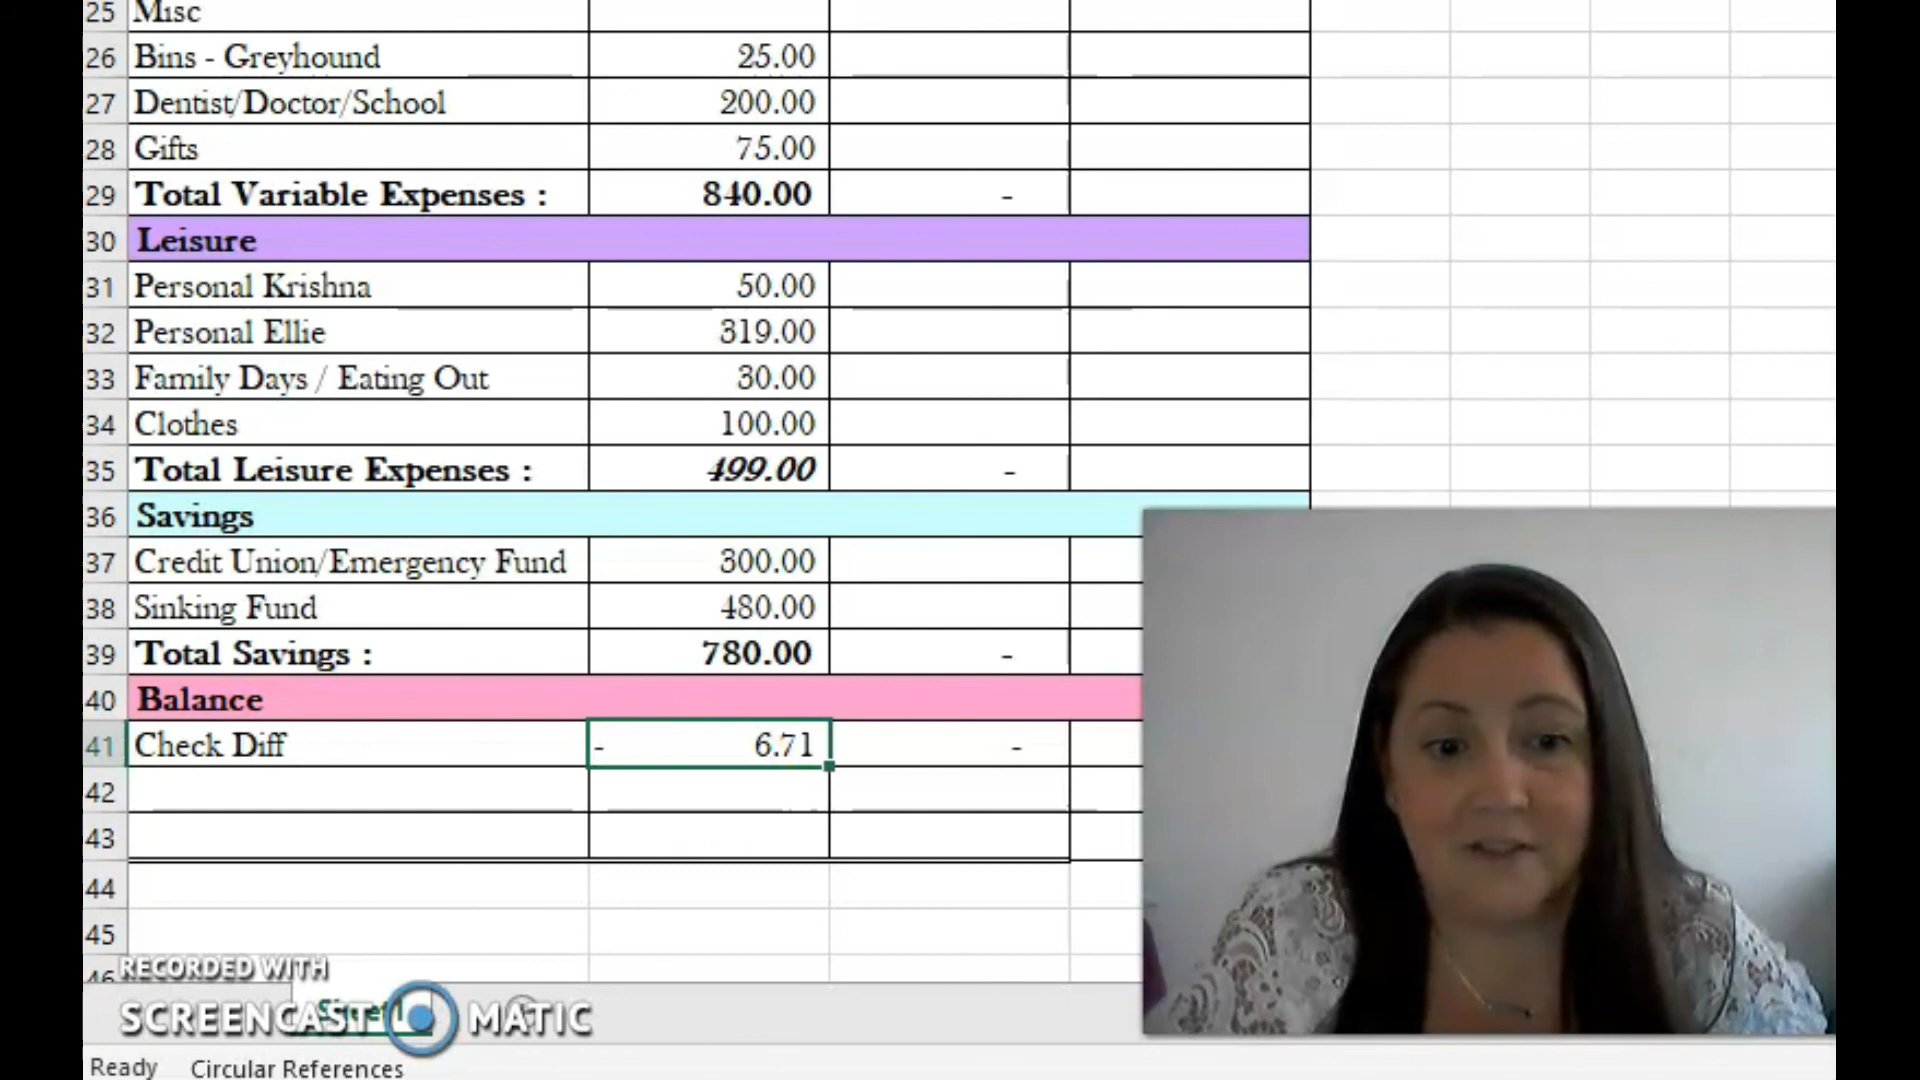 25 Misc
26 Bins - Greyhound 25.00
27 Dentist/Doctor/School 200.00
28 Gifts 75.00
29 Total Variable Expenses : 840.00 -
30 Leisure
31 Personal Krishna 50.00
32 Personal Ellie 319.00
33 Family Days / Eating Out 30.00
34 Clothes 100.00
35 Total Leisure Expenses : 499.00 -
36 Savings
37 Credit Union/Emergency Fund 300.00
38 Sinking Fund 480.00
39 Total Savings : 780.00 -
40 Balance
41 Check Diff - 6.71 -
42
43
44
45
46
RECORDED WITH
SCREENCAST MATIC
Ready Circular References